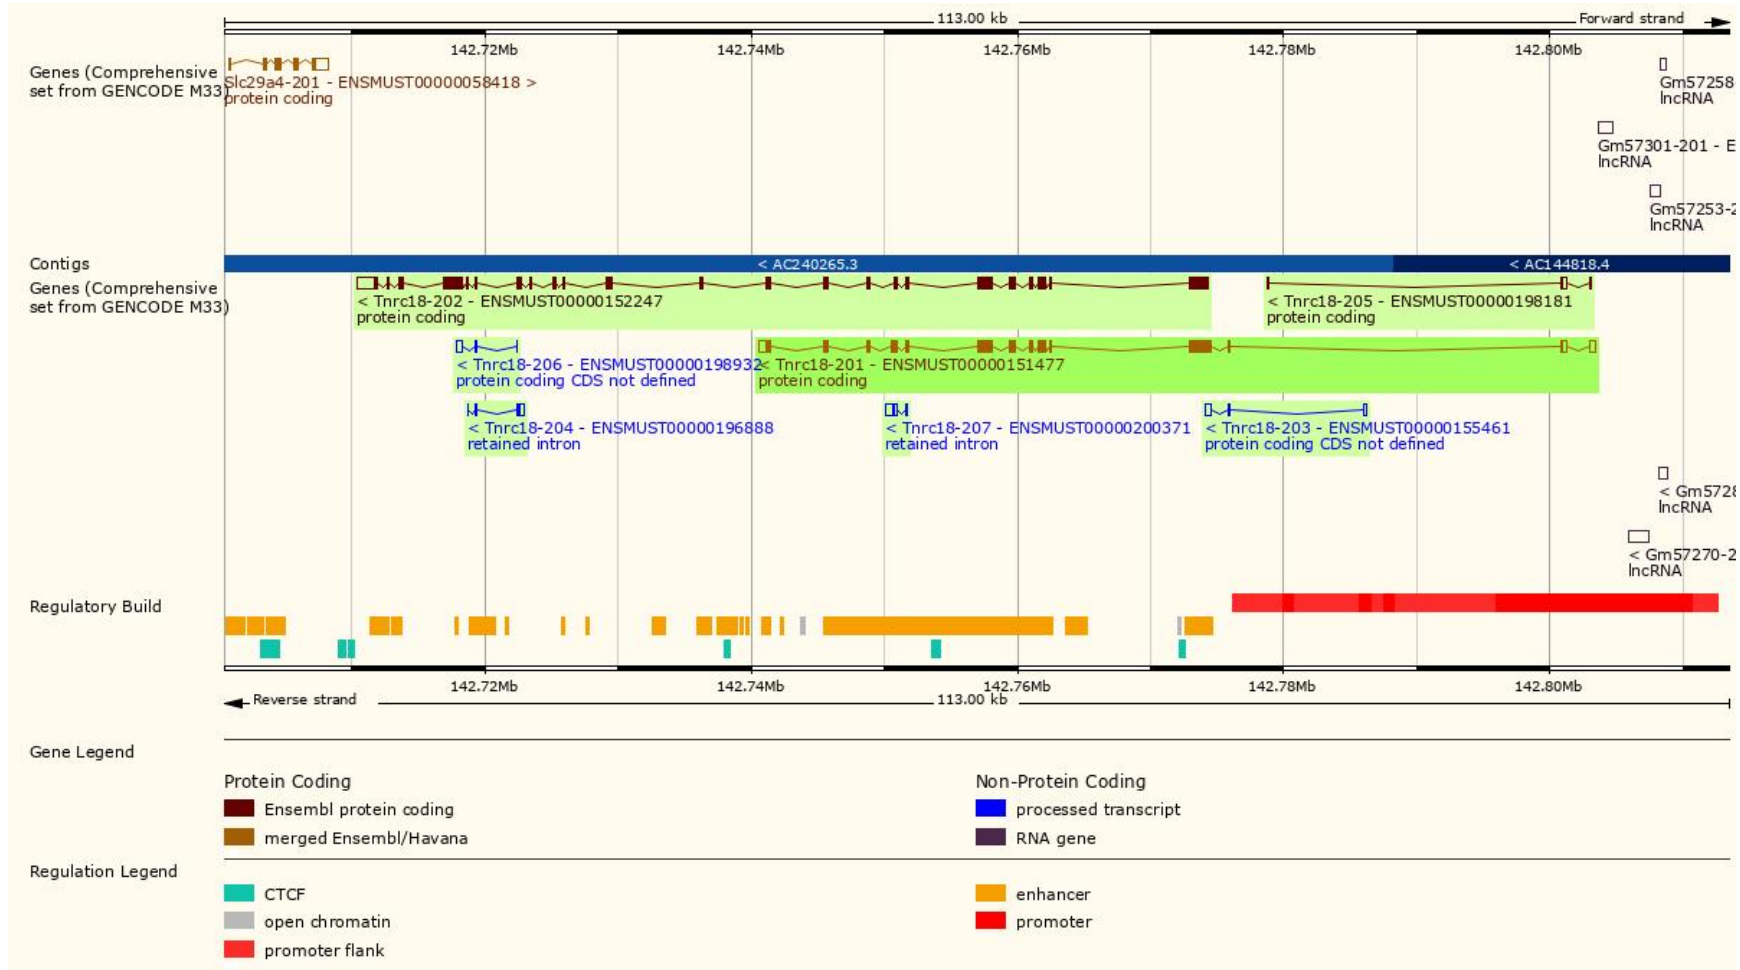 113.00 kb
Forward strand
142.72Mb 142.74Mb 142.76Mb 142.78Mb 142.80Mb
Genes (Comprehensive
set from GENCODE M33)
Slc29a4-201 - ENSMUST00000058418 >
protein coding
Gm57258
lncRNA
Gm57301-201 - E
lncRNA
Gm57253-2
lncRNA
Contigs
< AC240265.3
< AC144818.4
Genes (Comprehensive
set from GENCODE M33)
< Tnrc18-202 - ENSMUST00000152247
protein coding
< Tnrc18-205 - ENSMUST00000198181
protein coding
< Tnrc18-206 - ENSMUST00000198932
protein coding CDS not defined
< Tnrc18-201 - ENSMUST00000151477
protein coding
< Tnrc18-204 - ENSMUST00000196888
retained intron
< Tnrc18-207 - ENSMUST00000200371
retained intron
< Tnrc18-203 - ENSMUST00000155461
protein coding CDS not defined
< Gm5728
lncRNA
< Gm57270-2
lncRNA
Regulatory Build
142.72Mb 142.74Mb 142.76Mb 142.78Mb 142.80Mb
Reverse strand
113.00 kb
Gene Legend
Protein Coding
Non-Protein Coding
Ensembl protein coding
processed transcript
merged Ensembl/Havana
RNA gene
Regulation Legend
CTCF
enhancer
open chromatin
promoter
promoter flank